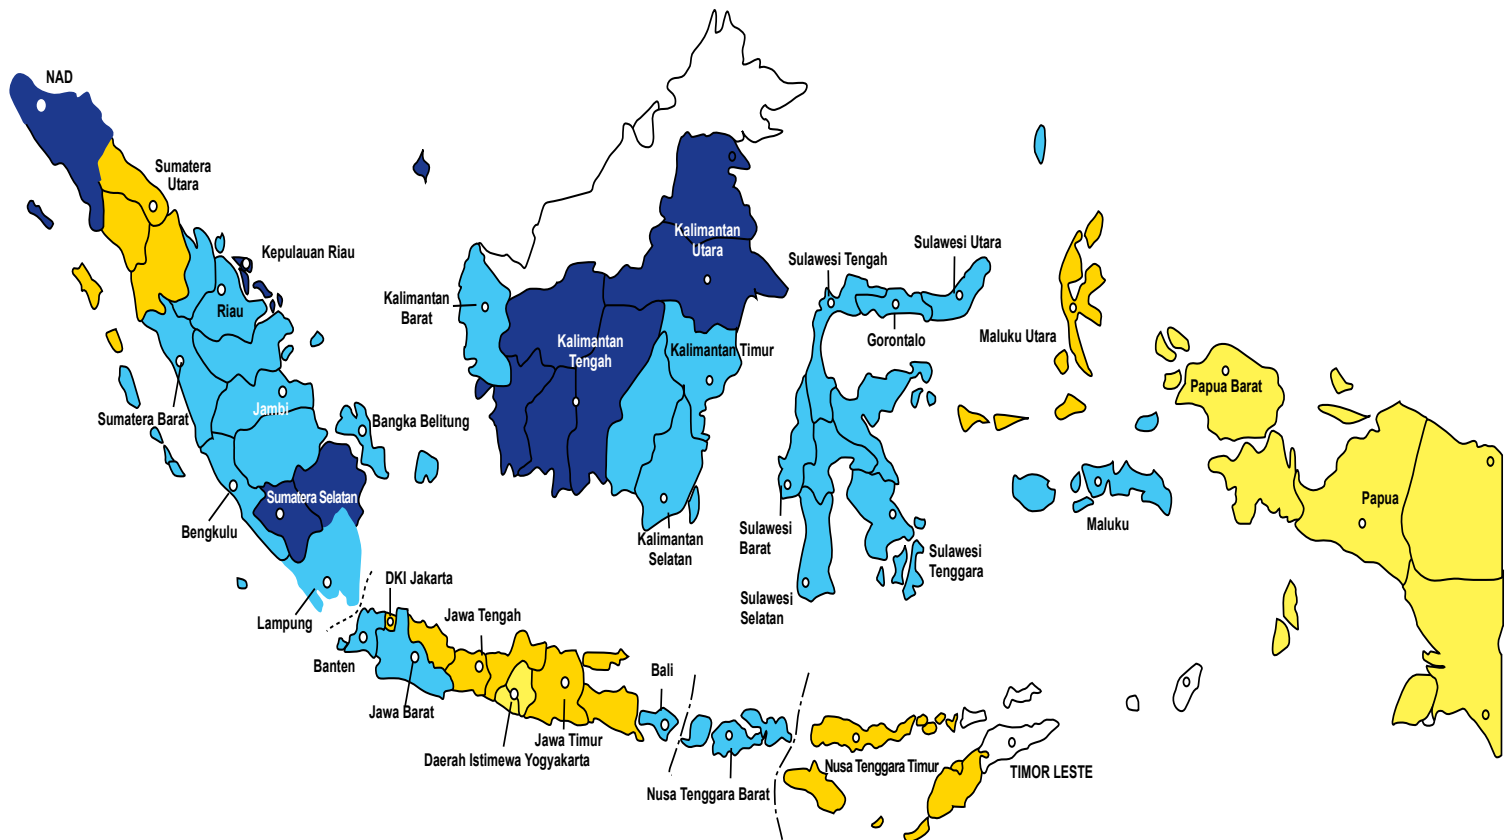 NAD
Sumatera
Utara
Kepulauan Riau
Riau
Sumatera Barat
Jambi
Bangka Belitung
Sumatera Selatan
Bengkulu
Lampung
DKI Jakarta
Banten
Jawa Tengah
Jawa Barat
Daerah Istimewa Yogyakarta
Jawa Timur
Bali
Nusa Tenggara Barat
Nusa Tenggara Timur
TIMOR LESTE
Kalimantan
Barat
Kalimantan
Tengah
Kalimantan
Utara
Kalimantan Timur
Kalimantan
Selatan
Sulawesi Tengah
Sulawesi Utara
Gorontalo
Sulawesi
Barat
Sulawesi
Selatan
Sulawesi
Tenggara
Maluku Utara
Maluku
Papua Barat
Papua